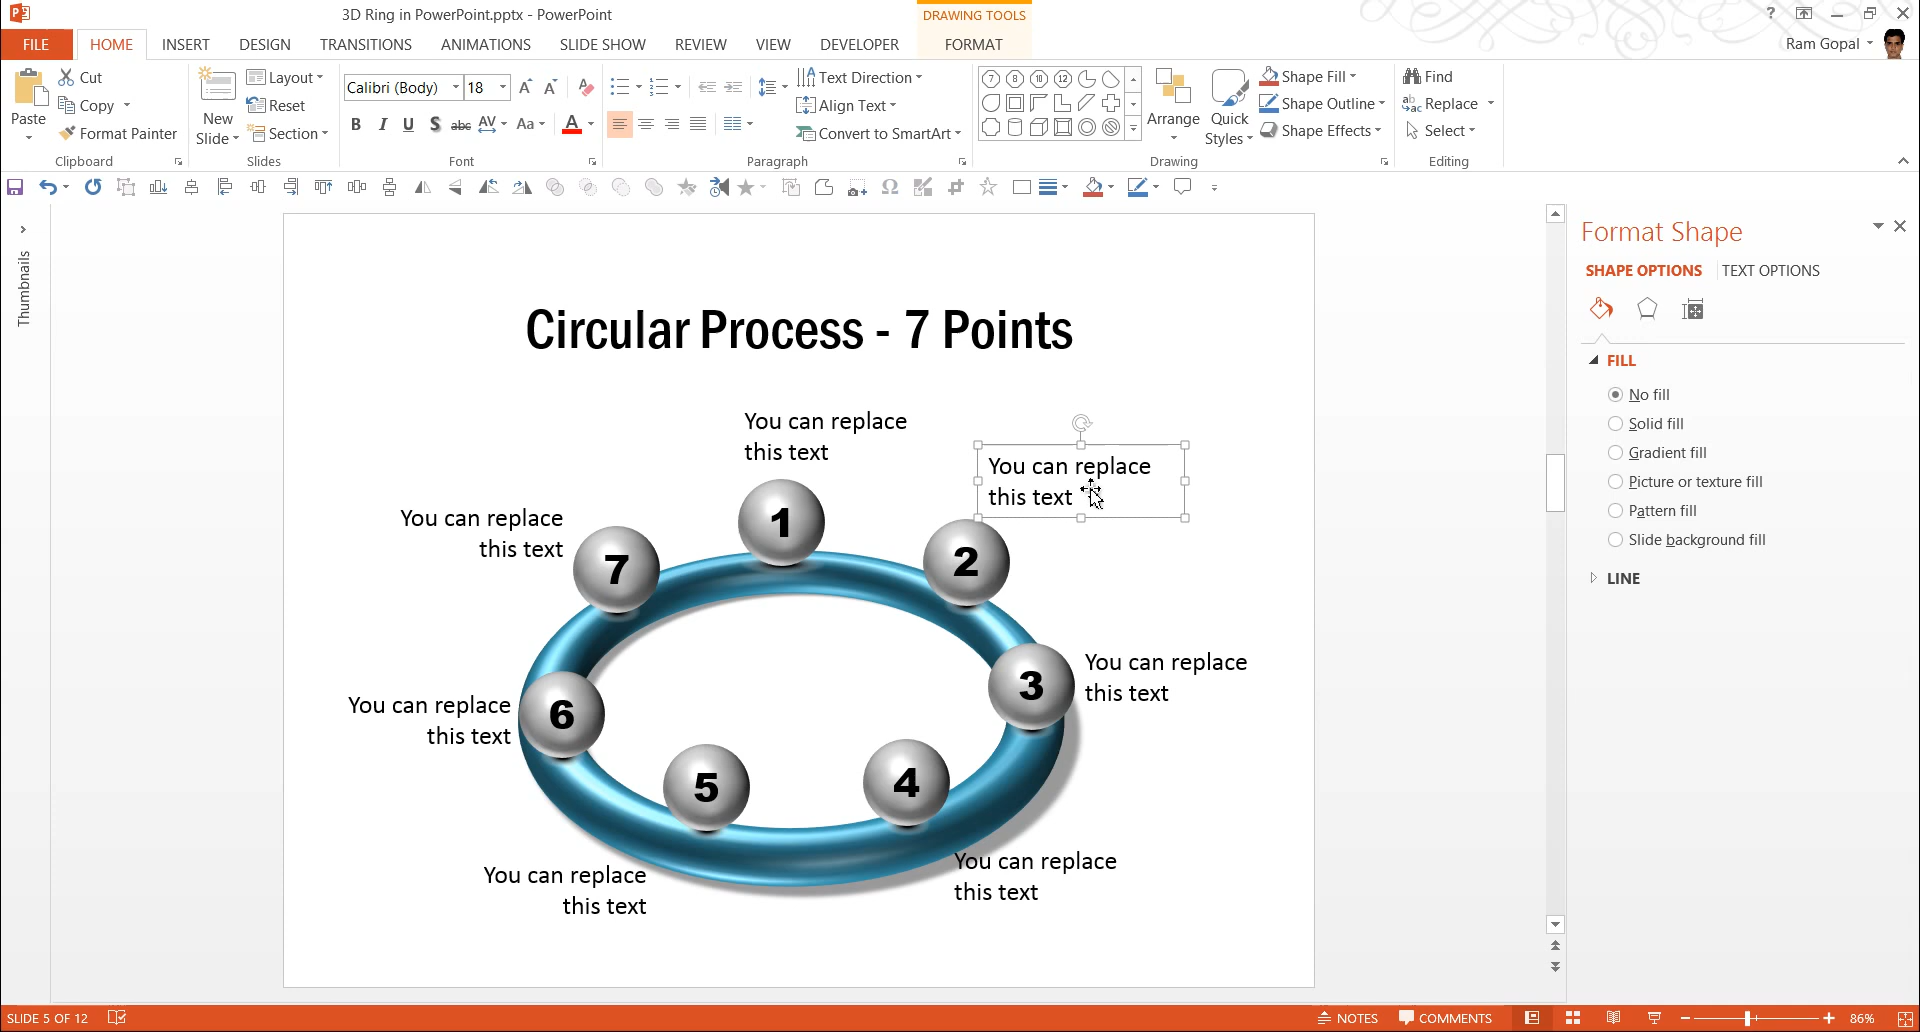 3D Ring in PowerPoint.pptx - PowerPoint
DRAWING TOOLS
?
FILE
HOME
INSERT
DESIGN
TRANSITIONS
ANIMATIONS
SLIDE SHOW
REVIEW
VIEW
DEVELOPER
FORMAT
Ram Gopal
Paste
Cut
Copy
Format Painter
Clipboard
New
Slide
Layout
Reset
Section
Slides
Calibri (Body)
18
B I U S abc AV Aa A
Font
Text Direction
Align Text
Convert to SmartArt
Paragraph
7 8 10 12
Arrange
Quick
Styles
Shape Fill
Shape Outline
Shape Effects
Drawing
Find
Replace
Select
Editing
Thumbnails
Circular Process - 7 Points
You can replace
this text
You can replace
this text
You can replace
this text
You can replace
this text
You can replace
this text
You can replace
this text
You can replace
this text
1
2
3
4
5
6
7
Format Shape
SHAPE OPTIONS
TEXT OPTIONS
FILL
No fill
Solid fill
Gradient fill
Picture or texture fill
Pattern fill
Slide background fill
LINE
SLIDE 5 OF 12
NOTES
COMMENTS
86%